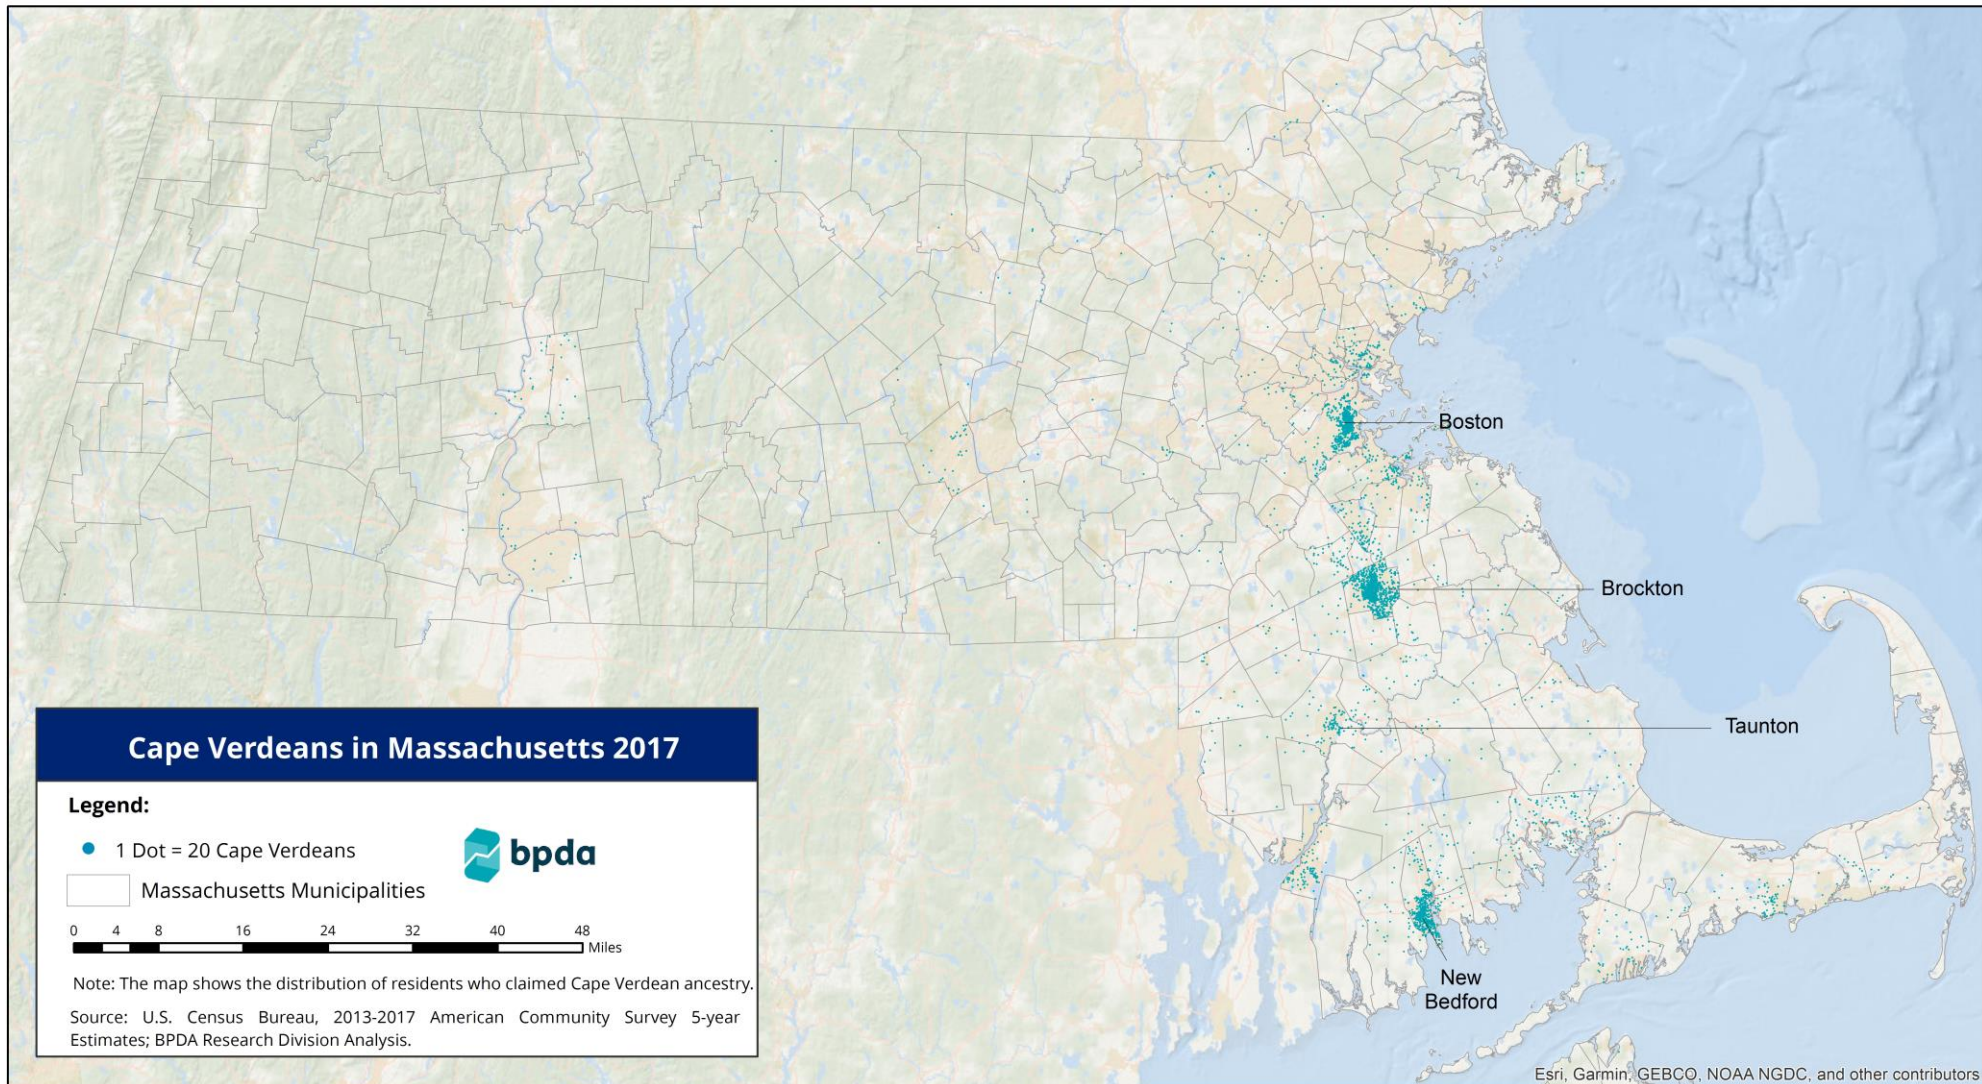 Boston
Brockton
Taunton
New
Bedford
Cape Verdeans in Massachusetts 2017
Legend:
1 Dot = 20 Cape Verdeans
bpda
Massachusetts Municipalities
0 4 8 16 24 32 40 48
Miles
Note: The map shows the distribution of residents who claimed Cape Verdean ancestry.
Source: U.S. Census Bureau, 2013-2017 American Community Survey 5-year
Estimates; BPDA Research Division Analysis.
Esri, Garmin, GEBCO, NOAA NGDC, and other contributors